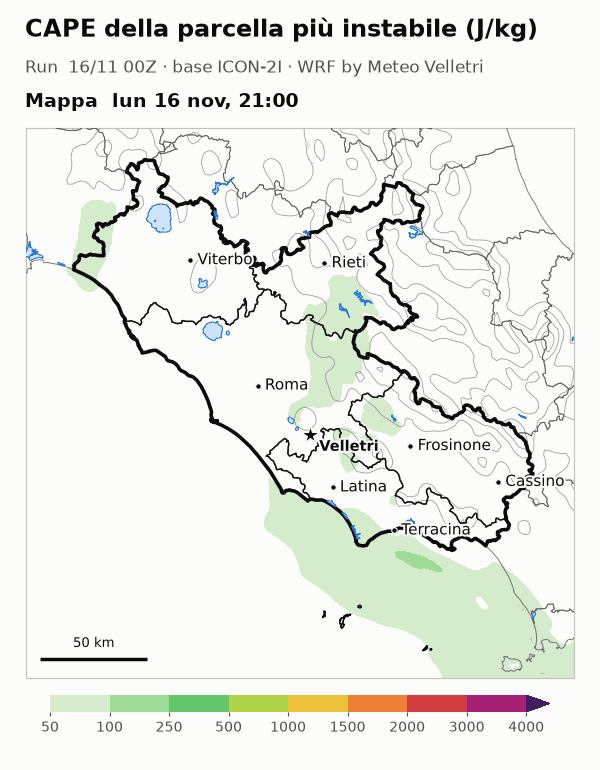 CAPE della parcella più instabile (J/kg)
Run  16/11 00Z · base ICON-2I · WRF by Meteo Velletri
Mappa  lun 16 nov, 21:00
Viterbo
Rieti
Roma
Velletri
Frosinone
Latina
Cassino
Terracina
50 km
50 100 250 500 1000 1500 2000 3000 4000